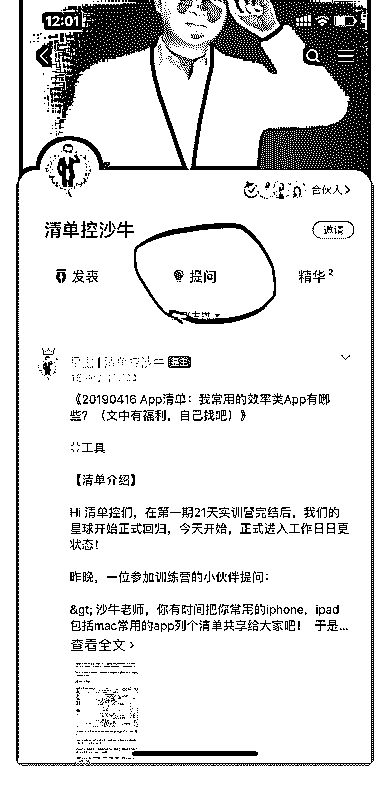 12:01
合伙人>
清单控沙牛
邀请
发表
提问
精华 2
《20190416 App清单：我常用的效率类App有哪
些？（文中有福利，自己找吧）》
工具
【清单介绍】
Hi 清单控们，在第一期21天实训营完结后，我们的
星球开始正式回归，今天开始，正式进入工作日日更
状态！
昨晚，一位参加训练营的小伙伴提问：
&gt; 沙牛老师，你有时间把你常用的iphone，ipad
包括mac常用的app列个清单共享给大家吧！ 于是...
查看全文 >